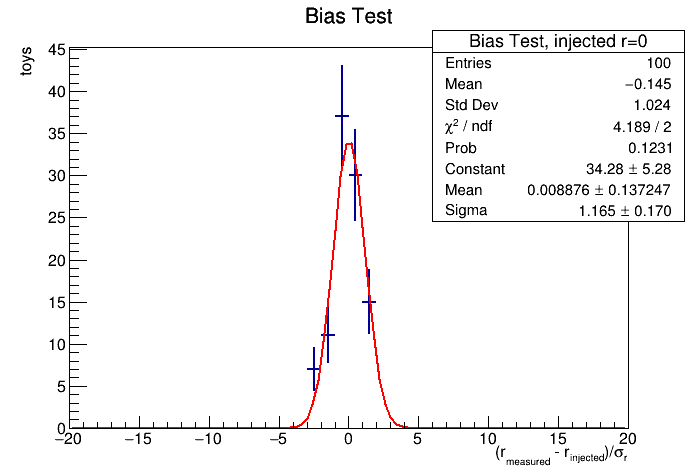 Bias Test
toys
Bias Test, injected r=0
Entries 100
Mean −0.145
Std Dev 1.024
χ² / ndf 4.189 / 2
Prob 0.1231
Constant 34.28 ± 5.28
Mean 0.008876 ± 0.137247
Sigma 1.165 ± 0.170
45
40
35
30
25
20
15
10
5
0
−20 −15 −10 −5 0 5 10 15 20
(r_measured - r_injected)/σ_r